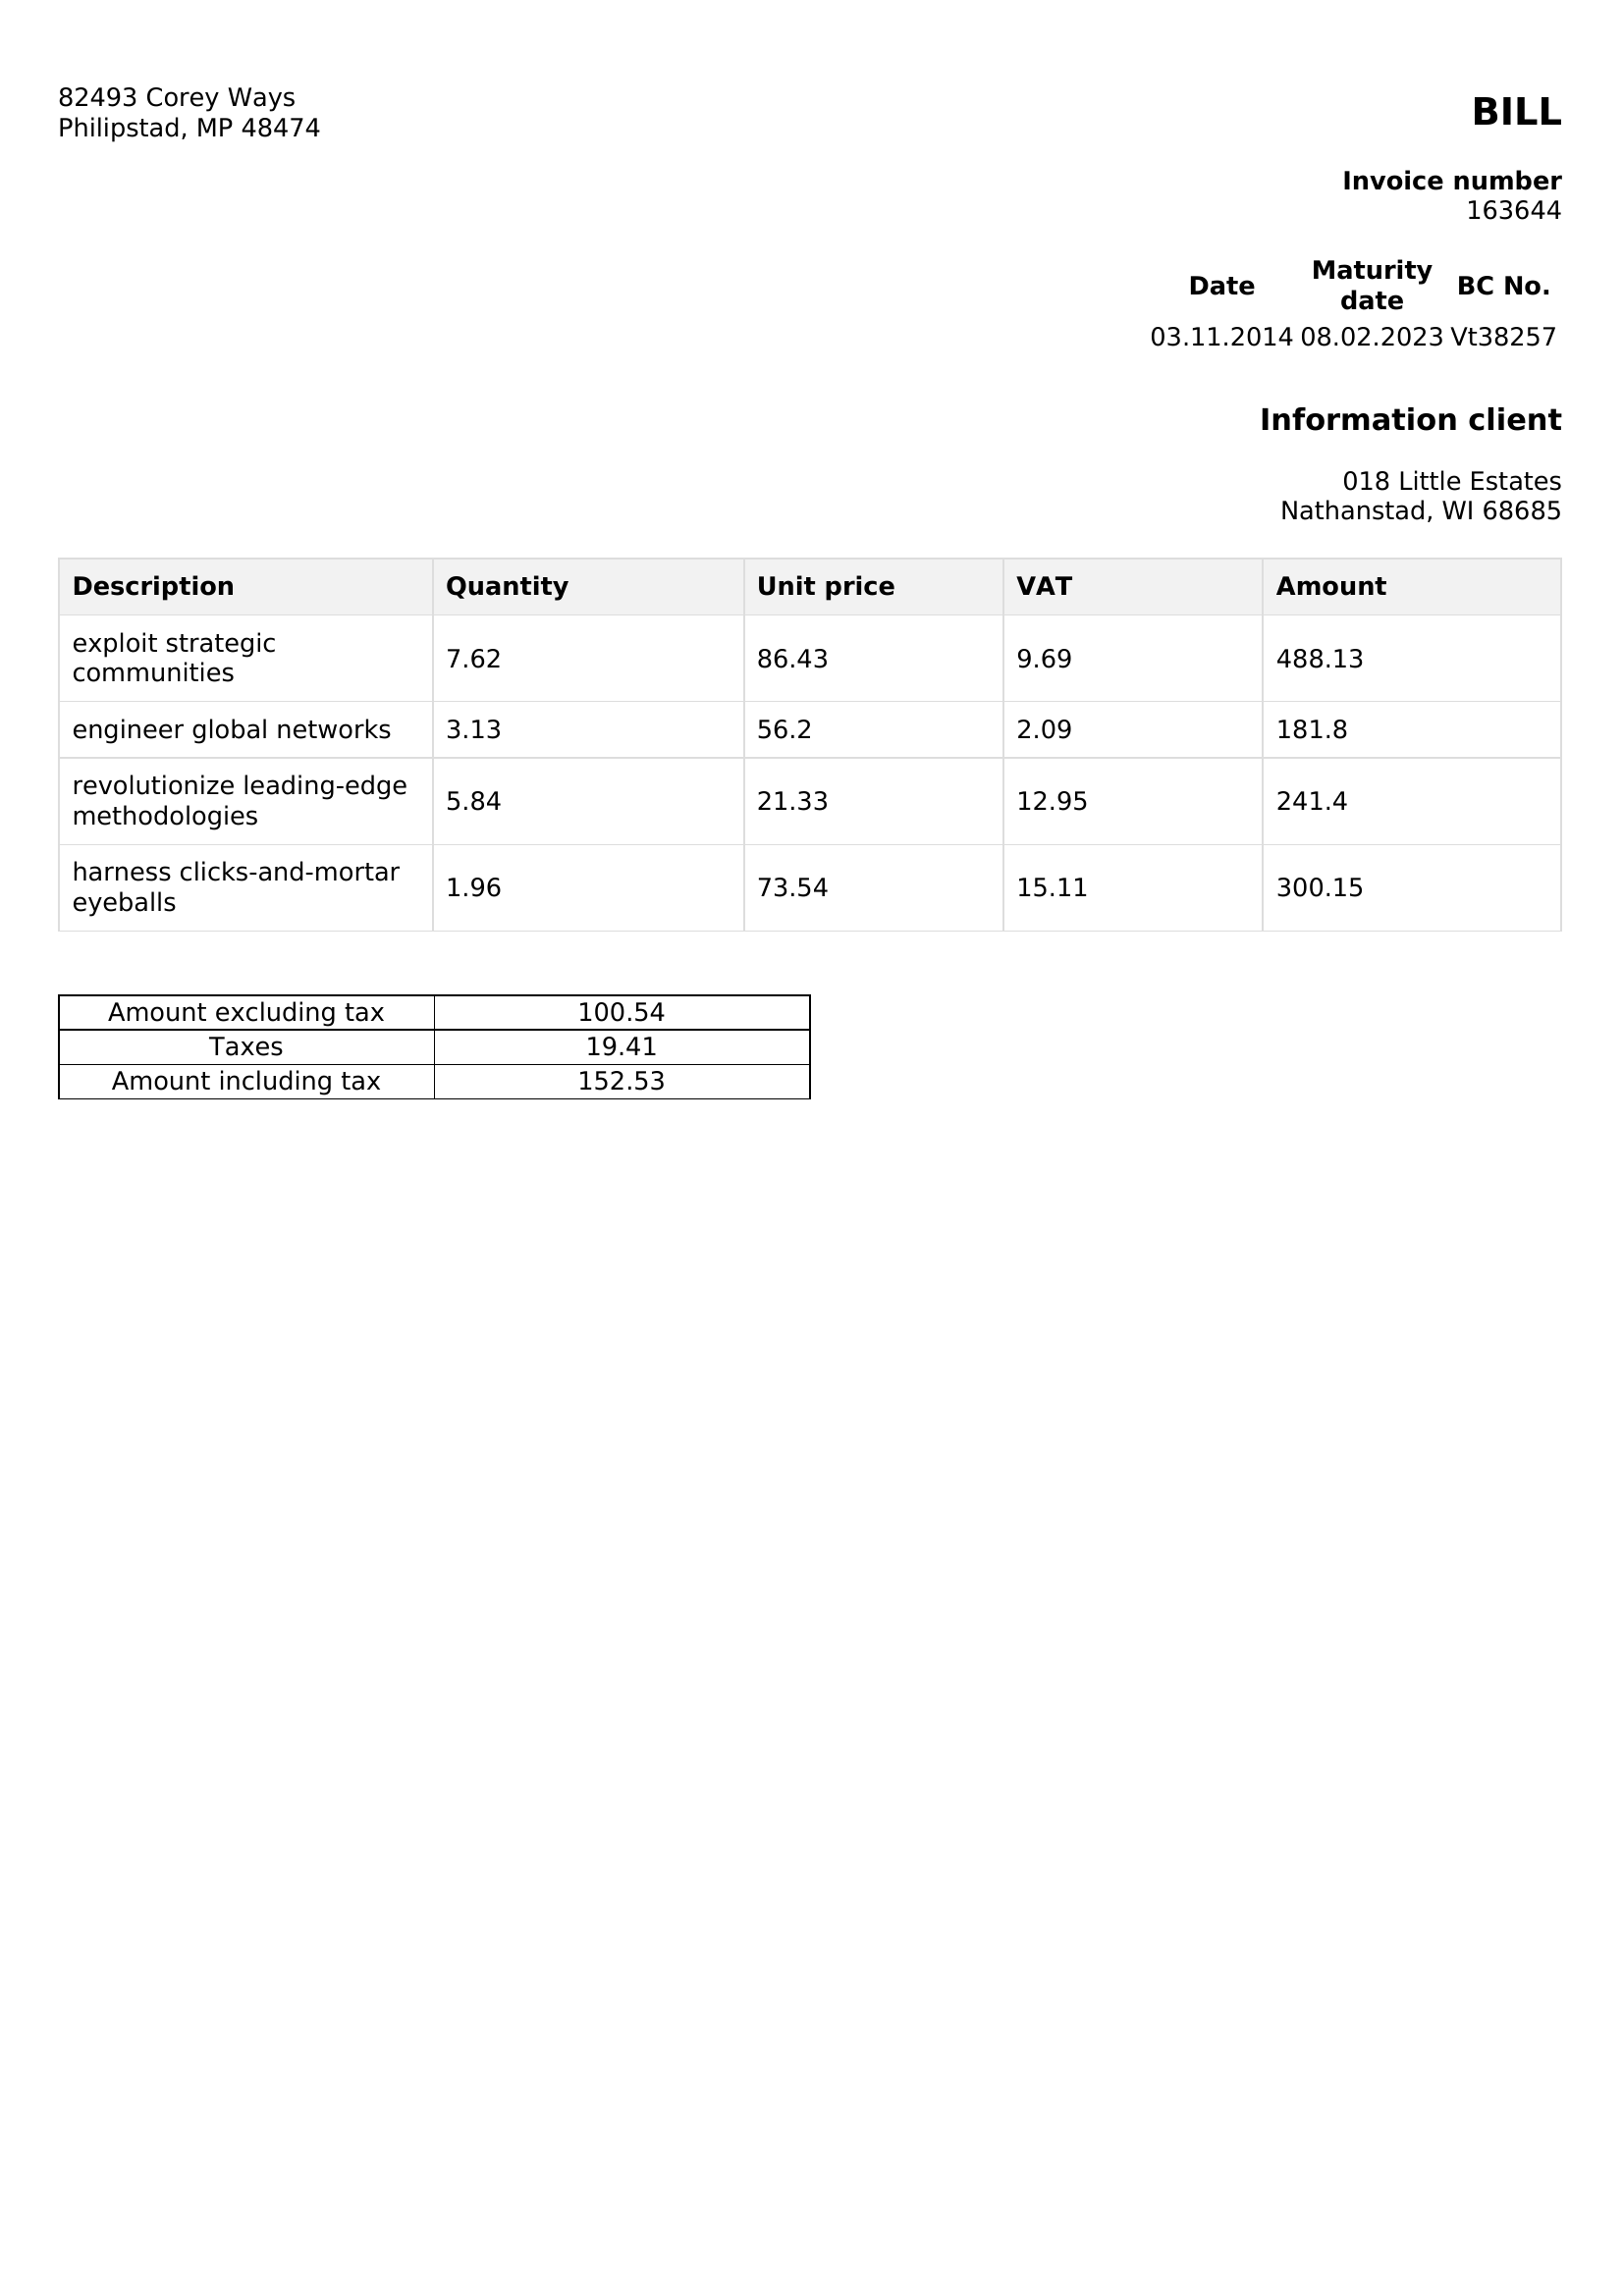 82493 Corey Ways
Philipstad, MP 48474
BILL
Invoice number
163644
Date Maturity date BC No.
03.11.2014 08.02.2023 Vt38257
Information client
018 Little Estates
Nathanstad, WI 68685
Description Quantity Unit price VAT Amount
exploit strategic
communities 7.62 86.43 9.69 488.13
engineer global networks 3.13 56.2 2.09 181.8
revolutionize leading-edge
methodologies 5.84 21.33 12.95 241.4
harness clicks-and-mortar
eyeballs 1.96 73.54 15.11 300.15
Amount excluding tax 100.54
Taxes 19.41
Amount including tax 152.53